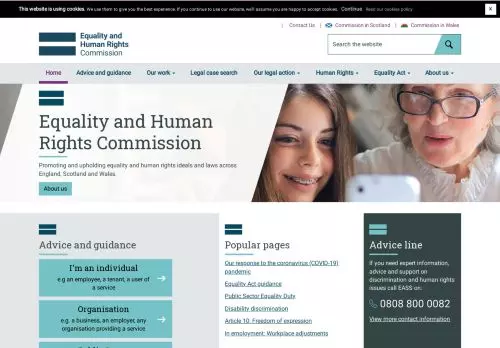 This website is using cookies. We use them to give you the best experience. If you continue to use our website, we'll assume you are happy to accept cookies. Continue Read our cookies policy X
Contact Us Commission in Scotland Commission in Wales
Equality and
Human Rights
Commission
Search the website
Home Advice and guidance Our work Legal case search Our legal action Human Rights Equality Act About us
Equality and Human
Rights Commission
Promoting and upholding equality and human rights ideals and laws across
England, Scotland and Wales.
About us
Advice and guidance
I'm an individual
e.g an employee, a tenant, a user of
a service
Organisation
e.g. a business, an employer, any
organisation providing a service
Popular pages
Our response to the coronavirus (COVID-19)
pandemic
Equality Act guidance
Public Sector Equality Duty
Disability discrimination
Article 10: Freedom of expression
In employment: Workplace adjustments
Advice line
If you need expert information,
advice and support on
discrimination and human rights
issues call EASS on:
0808 800 0082
View more contact information